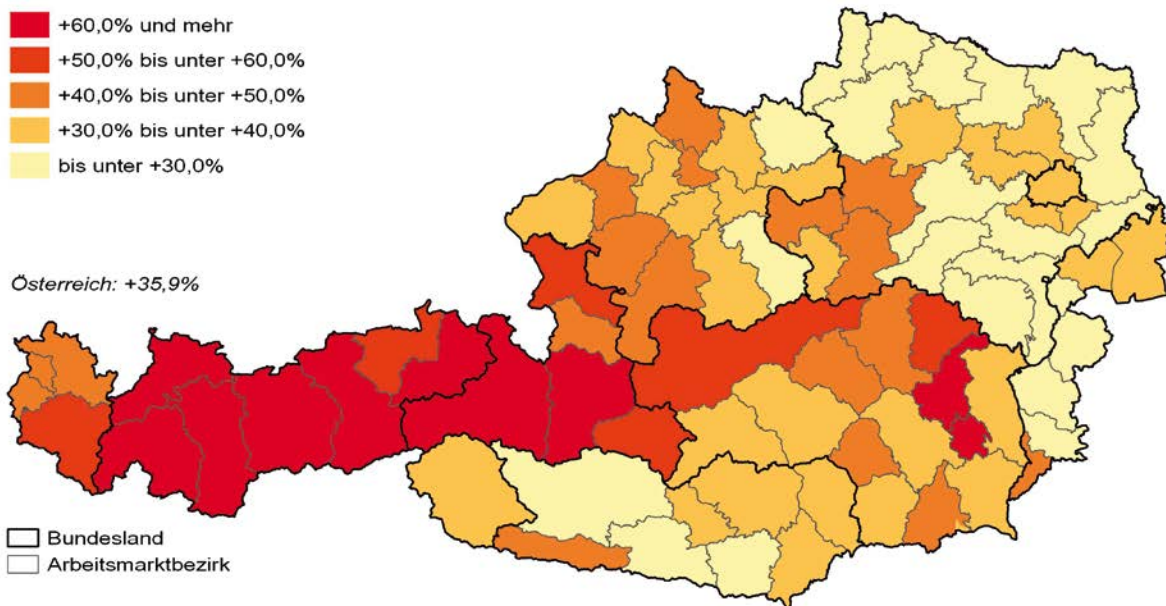 +60,0% und mehr
+50,0% bis unter +60,0%
+40,0% bis unter +50,0%
+30,0% bis unter +40,0%
bis unter +30,0%
Österreich: +35,9%
Bundesland
Arbeitsmarktbezirk